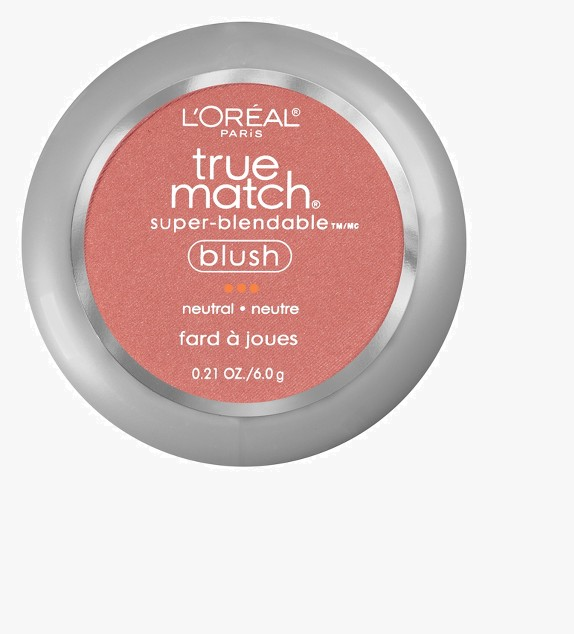 L'ORÉAL®
PARIS
true
match®
super-blendable™/MC
blush
neutral • neutre
fard à joues
0.21 OZ./6.0 g